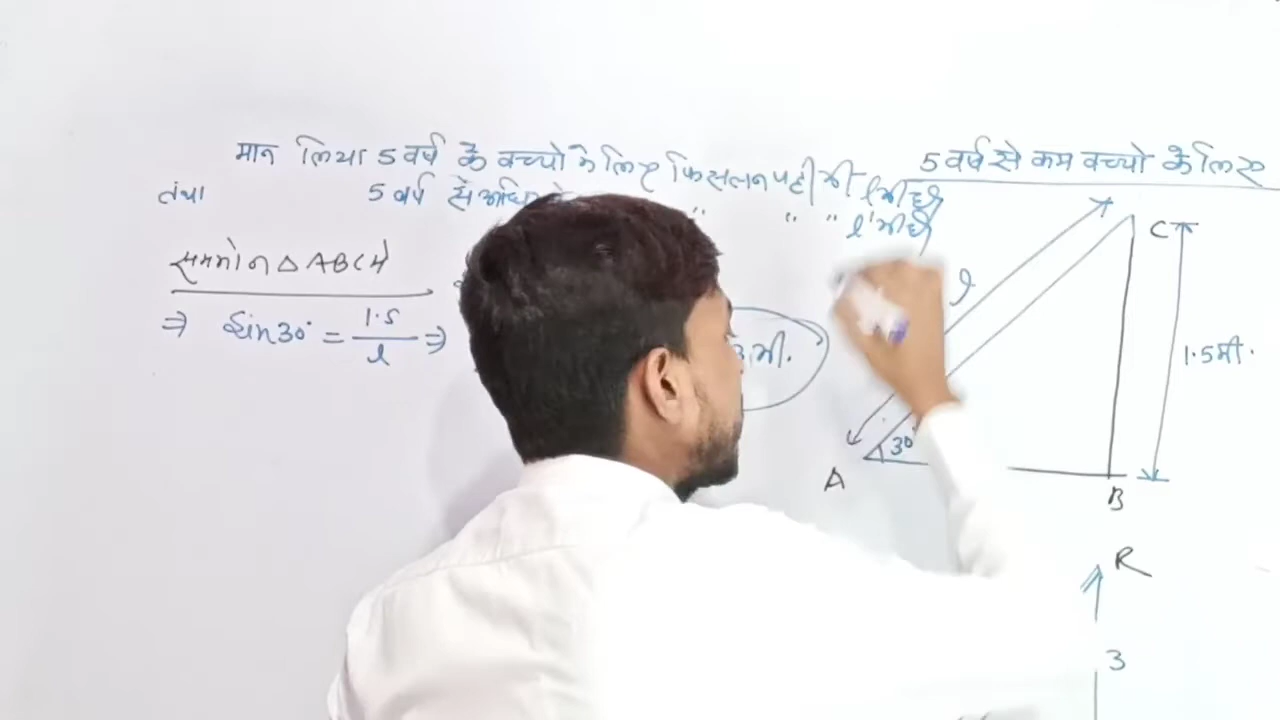 मान लिया 5 वर्ष के बच्चो के लिए फिसलन पट्टी की l मी है
तथा 5 वर्ष से अधि " " " l' मी है
समकोण △ ABC में
⇒ Sin30° = 1.5/l ⇒
3 मी.
5 वर्ष से कम बच्चो के लिए
C
l
1.5 मी.
30°
A
B
R
3